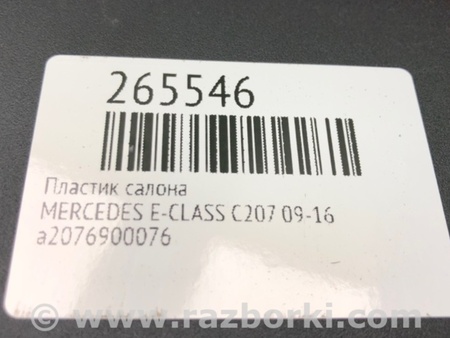 265546
Пластик салона
MERCEDES E-CLASS C207 09-16
a2076900076
www.razborki.com